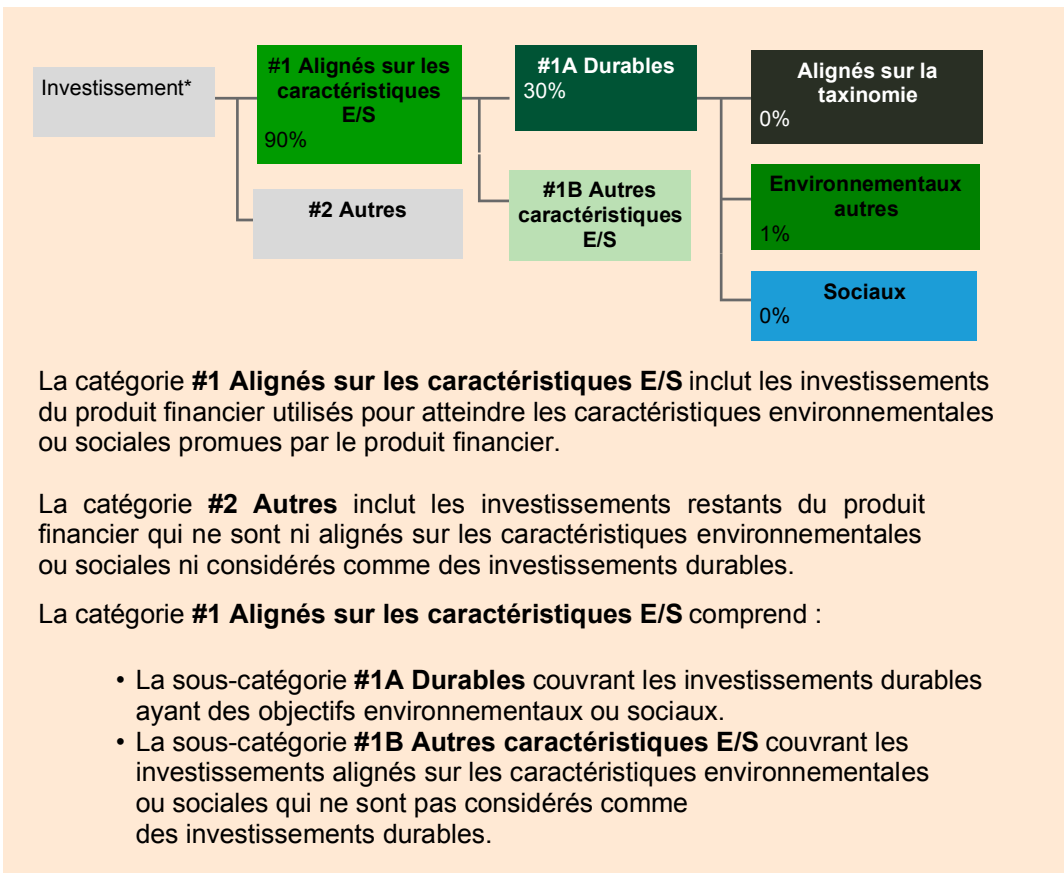 Investissement*
#1 Alignés sur les
caractéristiques
E/S
90%
#2 Autres
#1A Durables
30%
#1B Autres
caractéristiques
E/S
Alignés sur la
taxinomie
0%
Environnementaux
autres
1%
Sociaux
0%
La catégorie #1 Alignés sur les caractéristiques E/S inclut les investissements
du produit financier utilisés pour atteindre les caractéristiques environnementales
ou sociales promues par le produit financier.
La catégorie #2 Autres inclut les investissements restants du produit
financier qui ne sont ni alignés sur les caractéristiques environnementales
ou sociales ni considérés comme des investissements durables.
La catégorie #1 Alignés sur les caractéristiques E/S comprend :
• La sous-catégorie #1A Durables couvrant les investissements durables
ayant des objectifs environnementaux ou sociaux.
• La sous-catégorie #1B Autres caractéristiques E/S couvrant les
investissements alignés sur les caractéristiques environnementales
ou sociales qui ne sont pas considérés comme
des investissements durables.